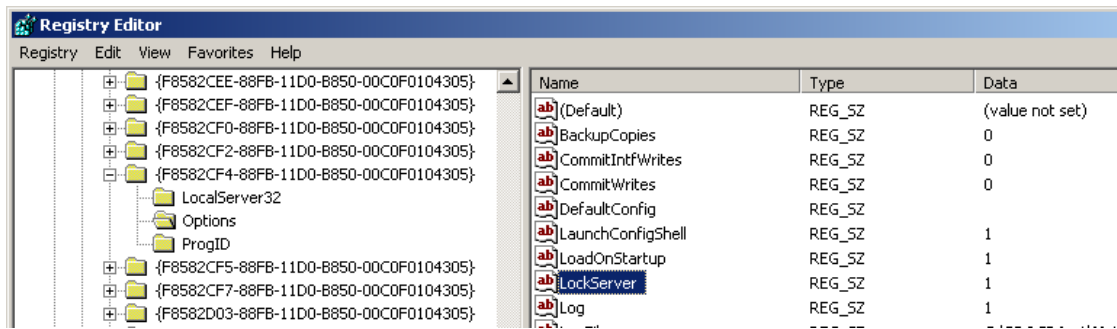 Registry Editor
Registry Edit View Favorites Help
{F8582CEE-88FB-11D0-B850-00C0F0104305}
{F8582CEF-88FB-11D0-B850-00C0F0104305}
{F8582CF0-88FB-11D0-B850-00C0F0104305}
{F8582CF2-88FB-11D0-B850-00C0F0104305}
{F8582CF4-88FB-11D0-B850-00C0F0104305}
LocalServer32
Options
ProgID
{F8582CF5-88FB-11D0-B850-00C0F0104305}
{F8582CF7-88FB-11D0-B850-00C0F0104305}
{F8582D03-88FB-11D0-B850-00C0F0104305}
Name Type Data
(Default) REG_SZ (value not set)
BackupCopies REG_SZ 0
CommitIntfWrites REG_SZ 0
CommitWrites REG_SZ 0
DefaultConfig REG_SZ
LaunchConfigShell REG_SZ 1
LoadOnStartup REG_SZ 1
LockServer REG_SZ 1
Log REG_SZ 1